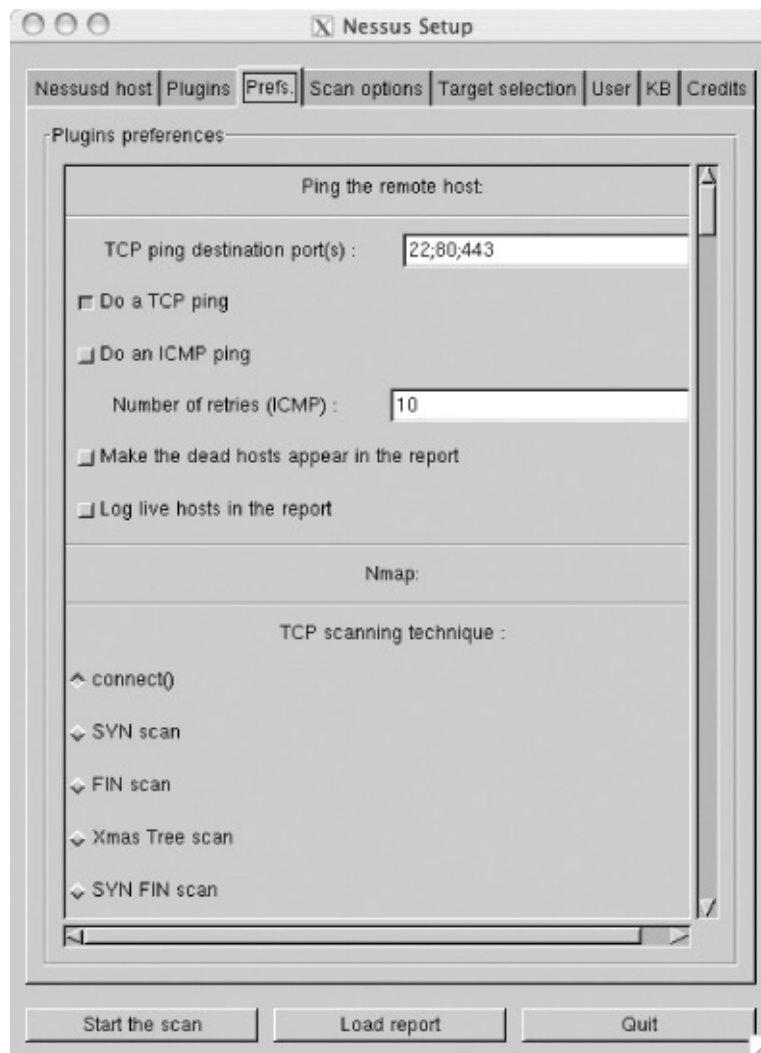 Nessus Setup
Nessusd host Plugins Prefs. Scan options Target selection User KB Credits
Plugins preferences
Ping the remote host:
TCP ping destination port(s) : 22;80;443
Do a TCP ping
Do an ICMP ping
Number of retries (ICMP) : 10
Make the dead hosts appear in the report
Log live hosts in the report
Nmap:
TCP scanning technique :
connect()
SYN scan
FIN scan
Xmas Tree scan
SYN FIN scan
Start the scan Load report Quit